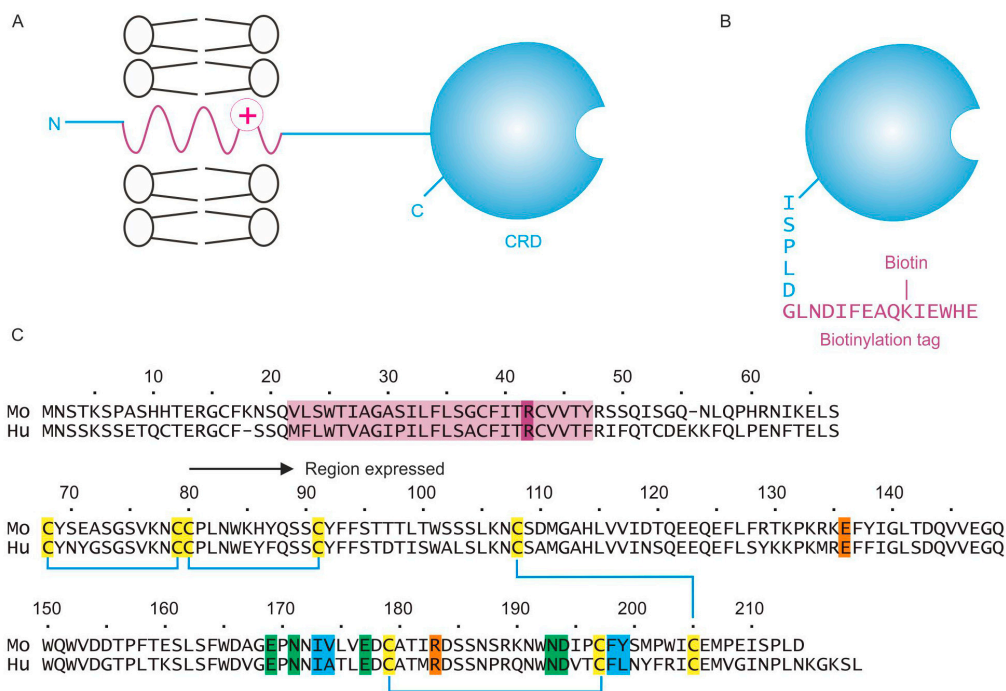 A
B
N
+
C
CRD
I
S
P
L
D
Biotin
GLNDIFEAQKIEWHE
Biotinylation tag
C
10 20 30 40 50 60
Mo MNSTKSPASHHTERGCFKNSQVLSWTIAGASILFLSGCFITRCVVTYRSSQISGQ-NLQPHRNIKELS
Hu MNSSKSSETQCTERGCF-SSQMFLWTVAGIPILFLSACFITRCVVTFRIFQTCDEKKFQLPENFTELS
Region expressed
70 80 90 100 110 120 130 140
Mo CYSEASGSVKNCCPLNWKHYQSSCYFFSTTTLTWSSSLKNCSDMGAHLVVIDTQEEQEFLFRTKPKRKEFYIGLTDQVVEGQ
Hu CYNYGSGSVKNCCPLNWEYFQSSCYFFSTDTISWALSLKNCSAMGAHLVVINSQEEQEFLSYKKPKMREFFIGLSDQVVEGQ
150 160 170 180 190 200 210
Mo WQWVDDTPFTESLSFWDAGEPNNIVLVEDCATIRDSSNSRKNWNDIPCFYSMPWICEMPEISPLD
Hu WQWVDGTPLTKSLSFWDVGEPNNIATLEDCATMRDSSNPRQNWNDVTCFLNYFRICEMVGINPLNKGKSL